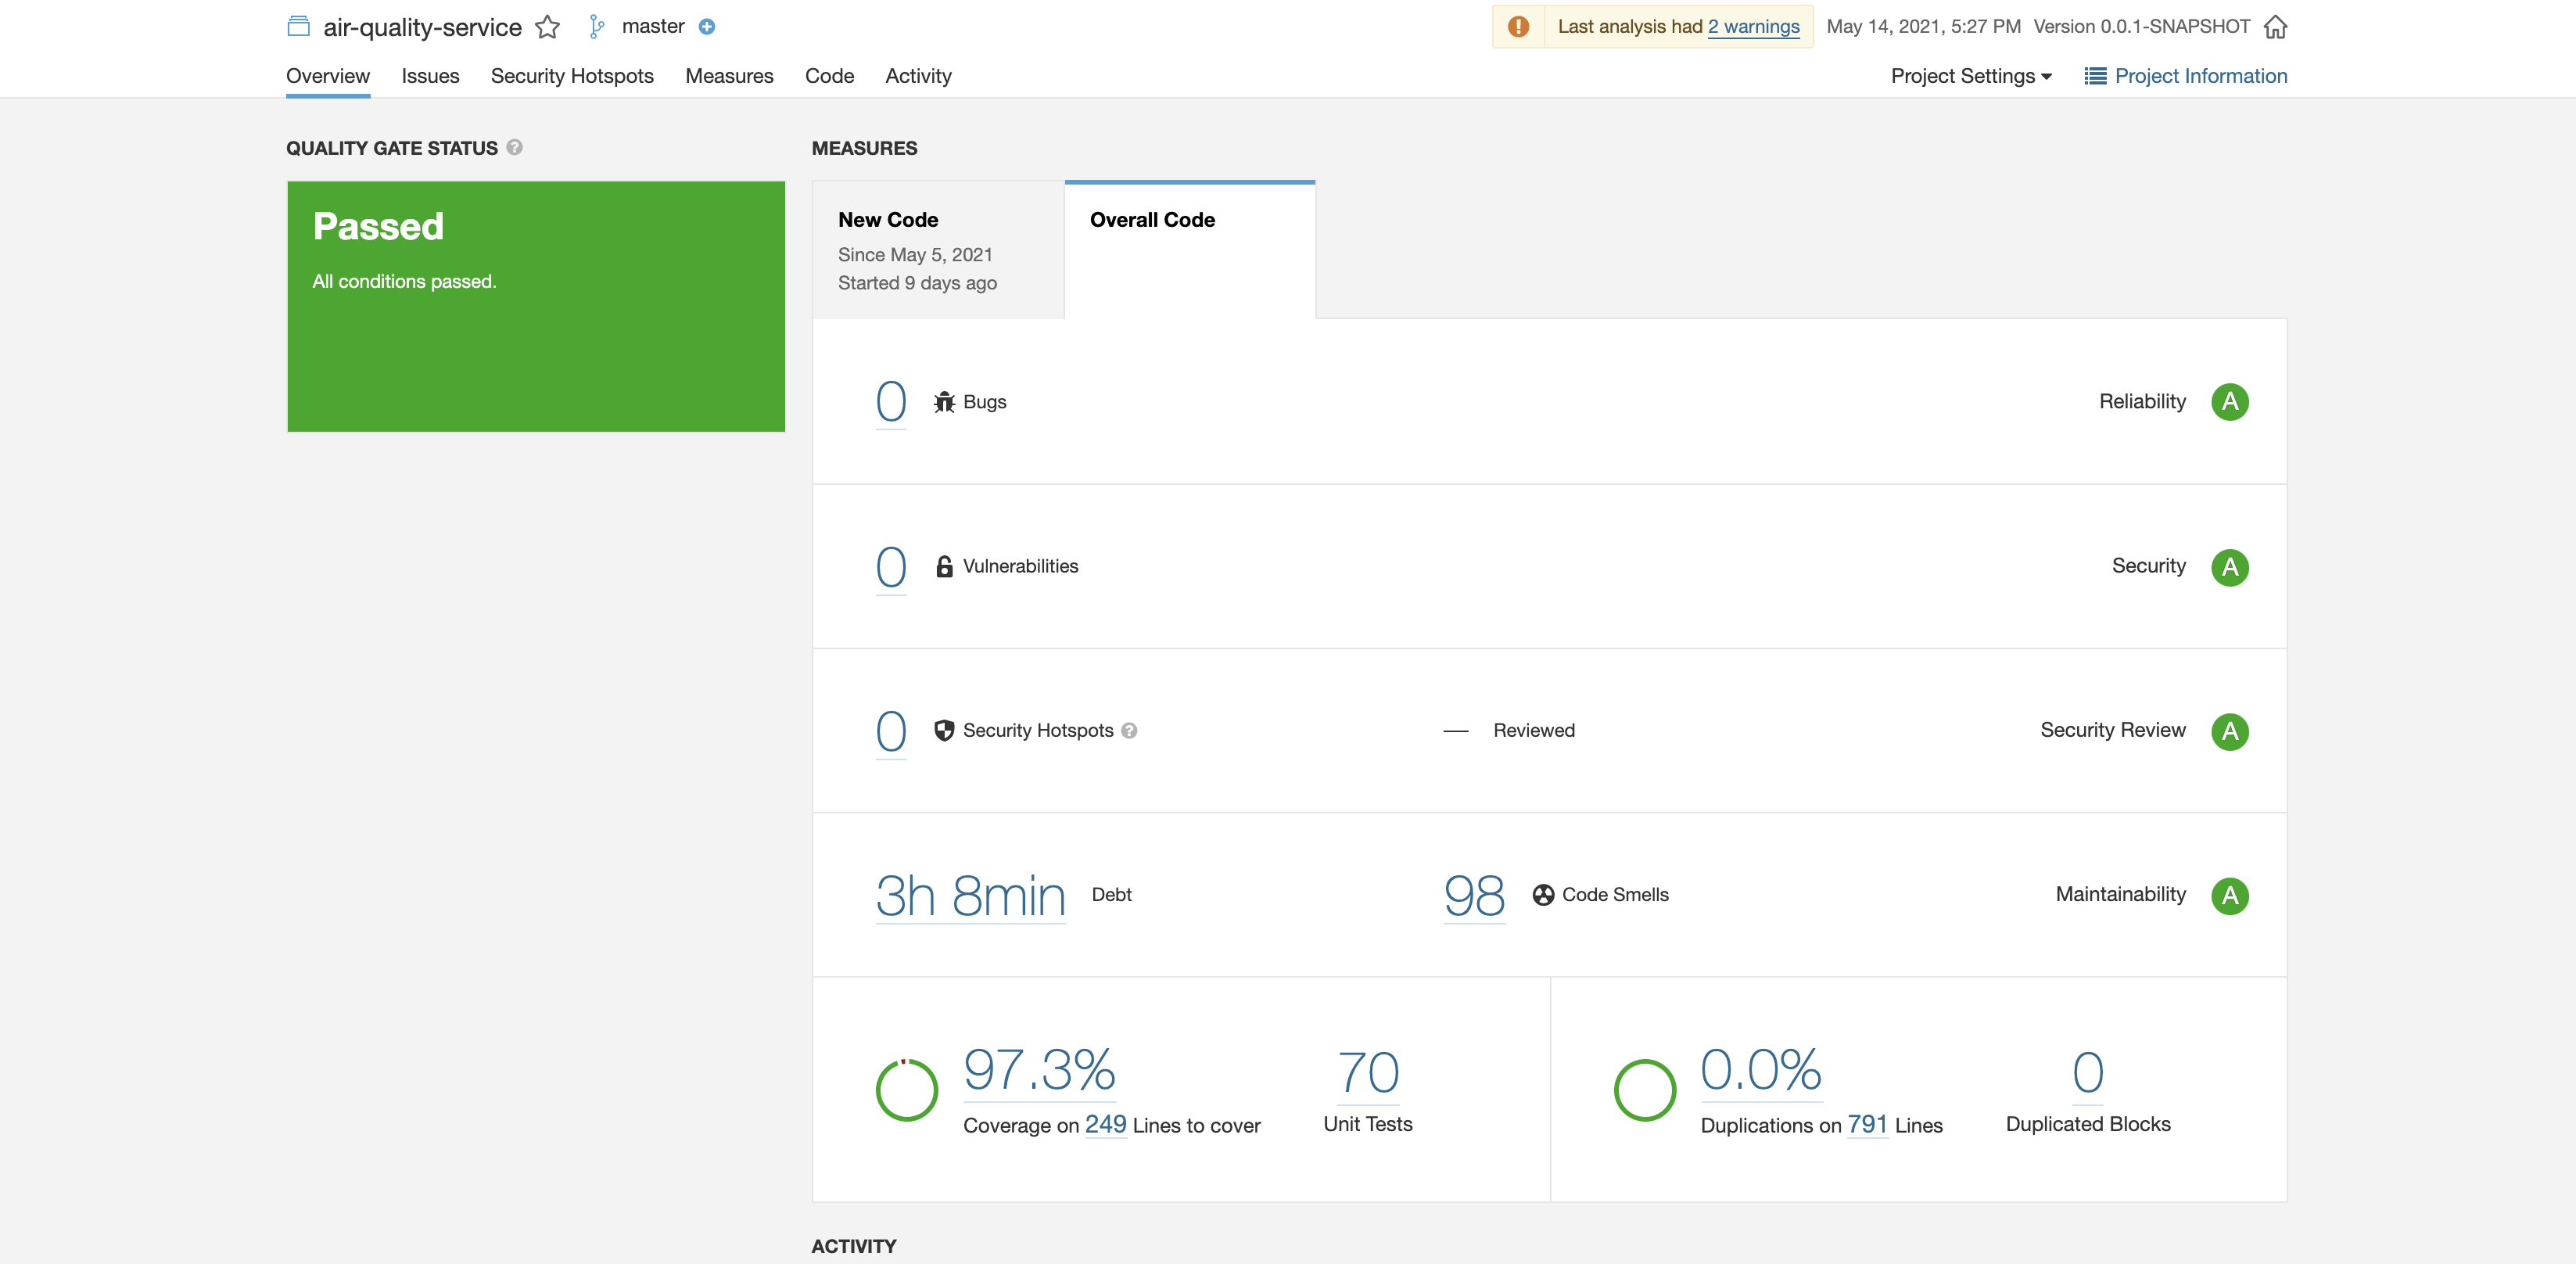 air-quality-service master
Last analysis had 2 warnings May 14, 2021, 5:27 PM Version 0.0.1-SNAPSHOT
Overview Issues Security Hotspots Measures Code Activity
Project Settings Project Information
QUALITY GATE STATUS ?
Passed
All conditions passed.
MEASURES
New Code
Since May 5, 2021
Started 9 days ago
Overall Code
0 Bugs Reliability A
0 Vulnerabilities Security A
0 Security Hotspots ? — Reviewed Security Review A
3h 8min Debt 98 Code Smells Maintainability A
97.3%
Coverage on 249 Lines to cover
70
Unit Tests
0.0%
Duplications on 791 Lines
0
Duplicated Blocks
ACTIVITY